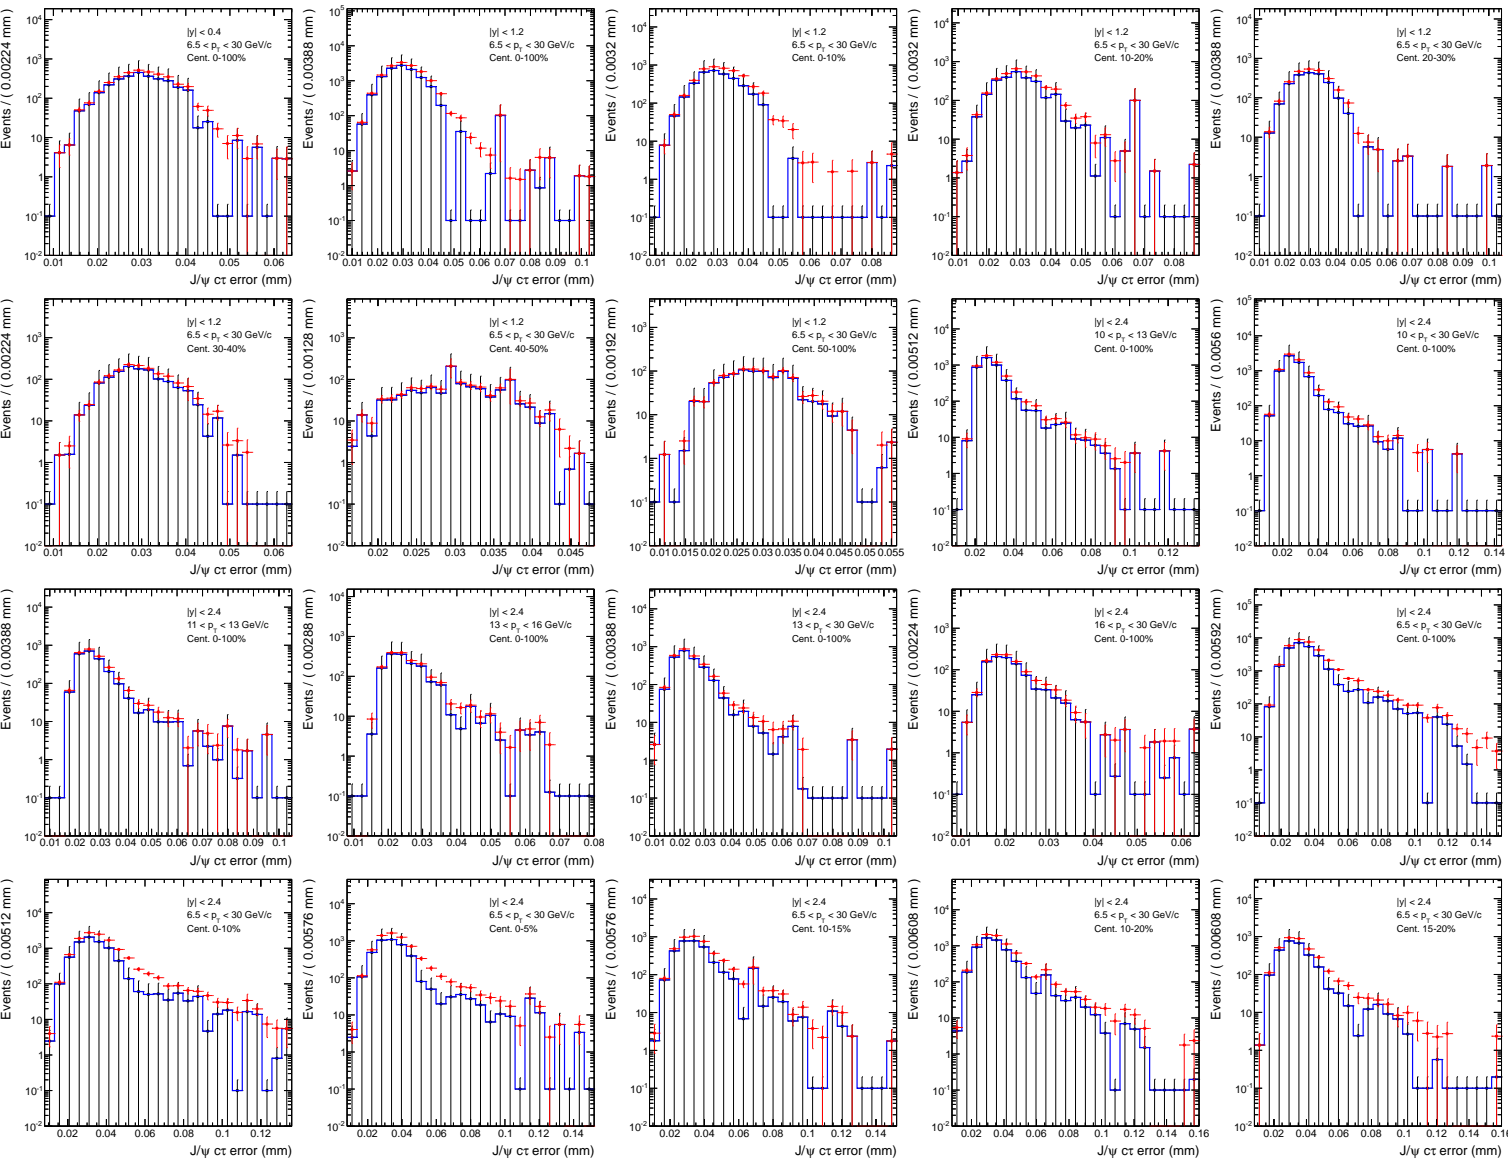 Events / ( 0.00224 mm )
|y| < 0.4
6.5 < p_T < 30 GeV/c
Cent. 0-100%
J/ψ cτ error (mm)
Events / ( 0.00388 mm )
|y| < 1.2
6.5 < p_T < 30 GeV/c
Cent. 0-100%
J/ψ cτ error (mm)
Events / ( 0.0032 mm )
|y| < 1.2
6.5 < p_T < 30 GeV/c
Cent. 0-10%
J/ψ cτ error (mm)
Events / ( 0.0032 mm )
|y| < 1.2
6.5 < p_T < 30 GeV/c
Cent. 10-20%
J/ψ cτ error (mm)
Events / ( 0.00388 mm )
|y| < 1.2
6.5 < p_T < 30 GeV/c
Cent. 20-30%
J/ψ cτ error (mm)
Events / ( 0.00224 mm )
|y| < 1.2
6.5 < p_T < 30 GeV/c
Cent. 30-40%
J/ψ cτ error (mm)
Events / ( 0.00128 mm )
|y| < 1.2
6.5 < p_T < 30 GeV/c
Cent. 40-50%
J/ψ cτ error (mm)
Events / ( 0.00192 mm )
|y| < 1.2
6.5 < p_T < 30 GeV/c
Cent. 50-100%
J/ψ cτ error (mm)
Events / ( 0.00512 mm )
|y| < 2.4
10 < p_T < 13 GeV/c
Cent. 0-100%
J/ψ cτ error (mm)
Events / ( 0.0056 mm )
|y| < 2.4
10 < p_T < 30 GeV/c
Cent. 0-100%
J/ψ cτ error (mm)
Events / ( 0.00388 mm )
|y| < 2.4
11 < p_T < 13 GeV/c
Cent. 0-100%
J/ψ cτ error (mm)
Events / ( 0.00288 mm )
|y| < 2.4
13 < p_T < 16 GeV/c
Cent. 0-100%
J/ψ cτ error (mm)
Events / ( 0.00388 mm )
|y| < 2.4
13 < p_T < 30 GeV/c
Cent. 0-100%
J/ψ cτ error (mm)
Events / ( 0.00224 mm )
|y| < 2.4
16 < p_T < 30 GeV/c
Cent. 0-100%
J/ψ cτ error (mm)
Events / ( 0.00592 mm )
|y| < 2.4
6.5 < p_T < 30 GeV/c
Cent. 0-100%
J/ψ cτ error (mm)
Events / ( 0.00512 mm )
|y| < 2.4
6.5 < p_T < 30 GeV/c
Cent. 0-10%
J/ψ cτ error (mm)
Events / ( 0.00576 mm )
|y| < 2.4
6.5 < p_T < 30 GeV/c
Cent. 0-5%
J/ψ cτ error (mm)
Events / ( 0.00576 mm )
|y| < 2.4
6.5 < p_T < 30 GeV/c
Cent. 10-15%
J/ψ cτ error (mm)
Events / ( 0.00608 mm )
|y| < 2.4
6.5 < p_T < 30 GeV/c
Cent. 10-20%
J/ψ cτ error (mm)
Events / ( 0.00608 mm )
|y| < 2.4
6.5 < p_T < 30 GeV/c
Cent. 15-20%
J/ψ cτ error (mm)